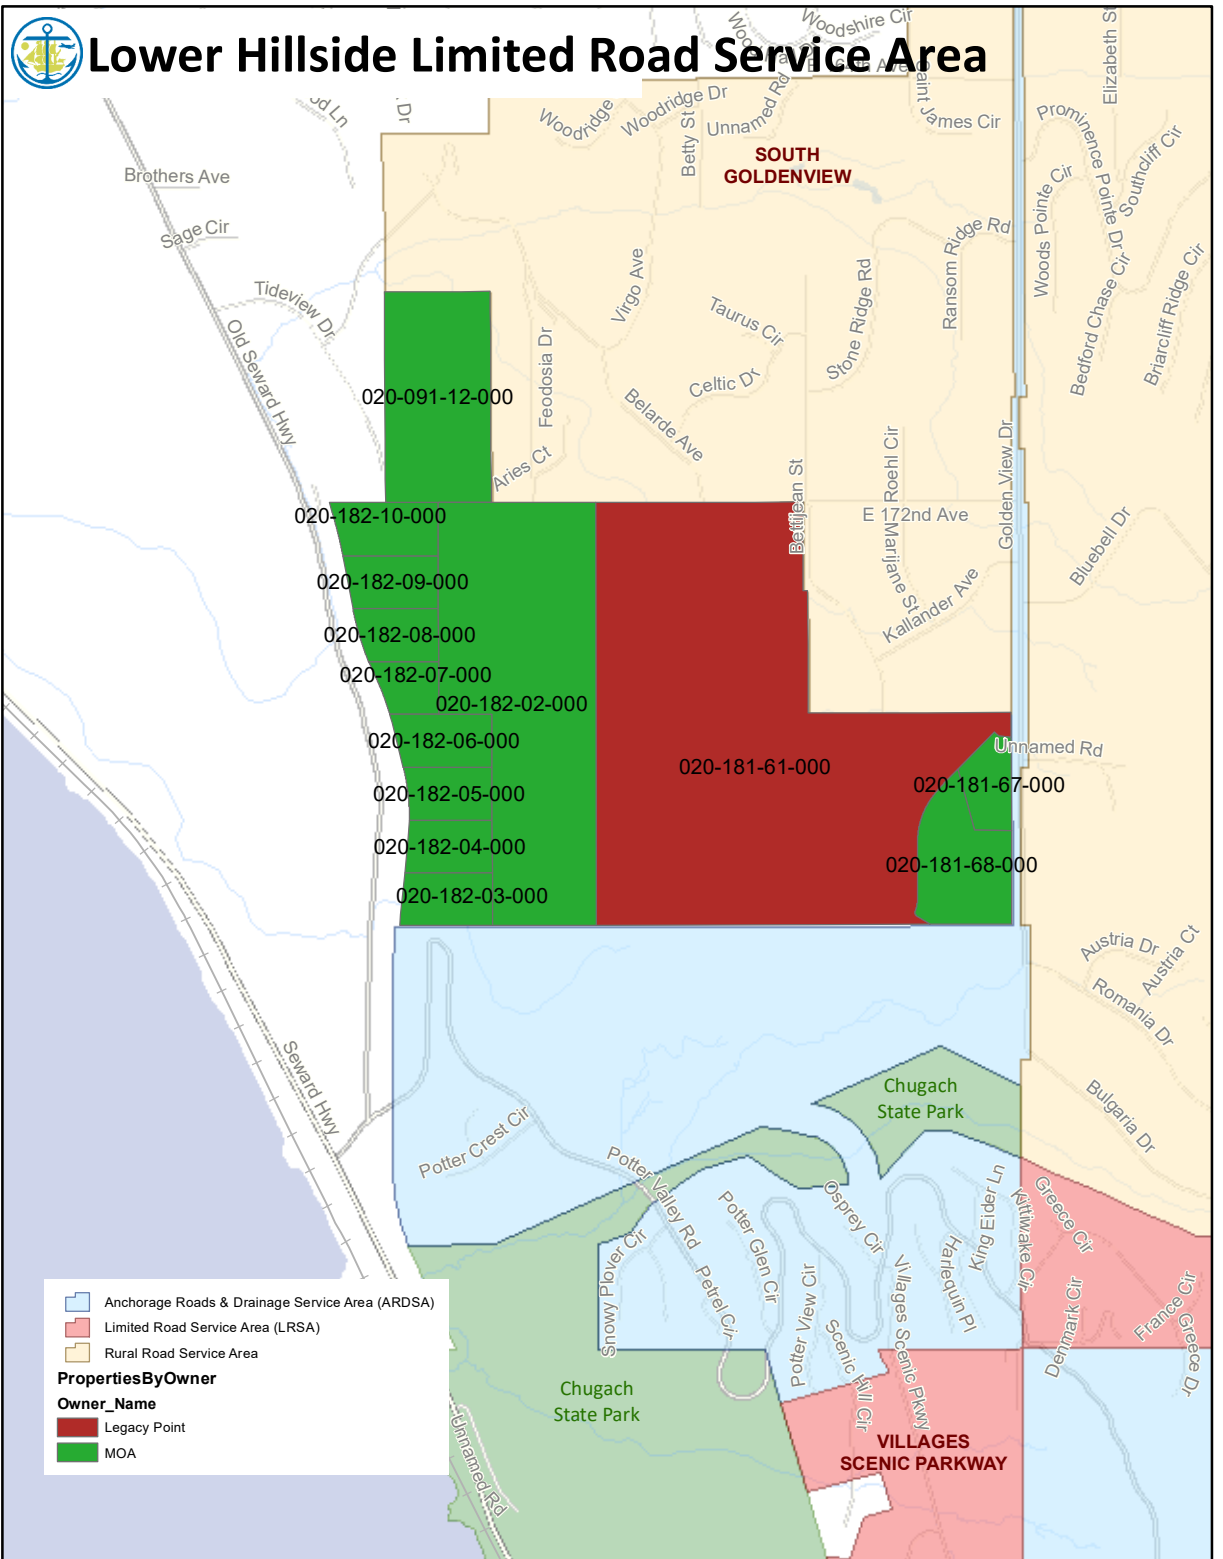 Lower Hillside Limited Road Service Area
Woodshire Cir
Elizabeth St
Dr
Woodridge
Woodridge Dr
Betty St
Unnamed Rd
Saint James Cir
Prominence Pointe Dr
Southcliff Cir
SOUTH
GOLDENVIEW
Brothers Ave
Sage Cir
Woods Pointe Cir
Ransom Ridge Rd
Tideview Dr
Virgo Ave
Taurus Cir
Stone Ridge Rd
Bedford Chase Cir
Briarcliff Ridge Cir
Old Seward Hwy
Feodosia Dr
Celtic Dr
Belarde Ave
020-091-12-000
Aries Ct
Bettijean St
Roehl Cir
Marijane St
E 172nd Ave
Golden View Dr
Bluebell Dr
Kallander Ave
020-182-10-000
020-182-09-000
020-182-08-000
020-182-07-000
020-182-02-000
020-182-06-000
020-181-61-000
Unnamed Rd
020-181-67-000
020-182-05-000
020-182-04-000
020-181-68-000
020-182-03-000
Austria Dr
Austria Ct
Romania Dr
Seward Hwy
Chugach
State Park
Bulgaria Dr
Potter Crest Cir
Potter Valley Rd
Potter Glen Cir
Osprey Cir
King Eider Ln
Kittiwake Cir
Greece Cir
Snowy Plover Cir
Petrel Cir
Potter View Cir
Villages Scenic Pkwy
Harlequin Pl
Scenic Hill Cir
Denmark Cir
France Cir
Greece Dr
Chugach
State Park
Unnamed Rd
VILLAGES
SCENIC PARKWAY
Anchorage Roads & Drainage Service Area (ARDSA)
Limited Road Service Area (LRSA)
Rural Road Service Area
PropertiesByOwner
Owner_Name
Legacy Point
MOA